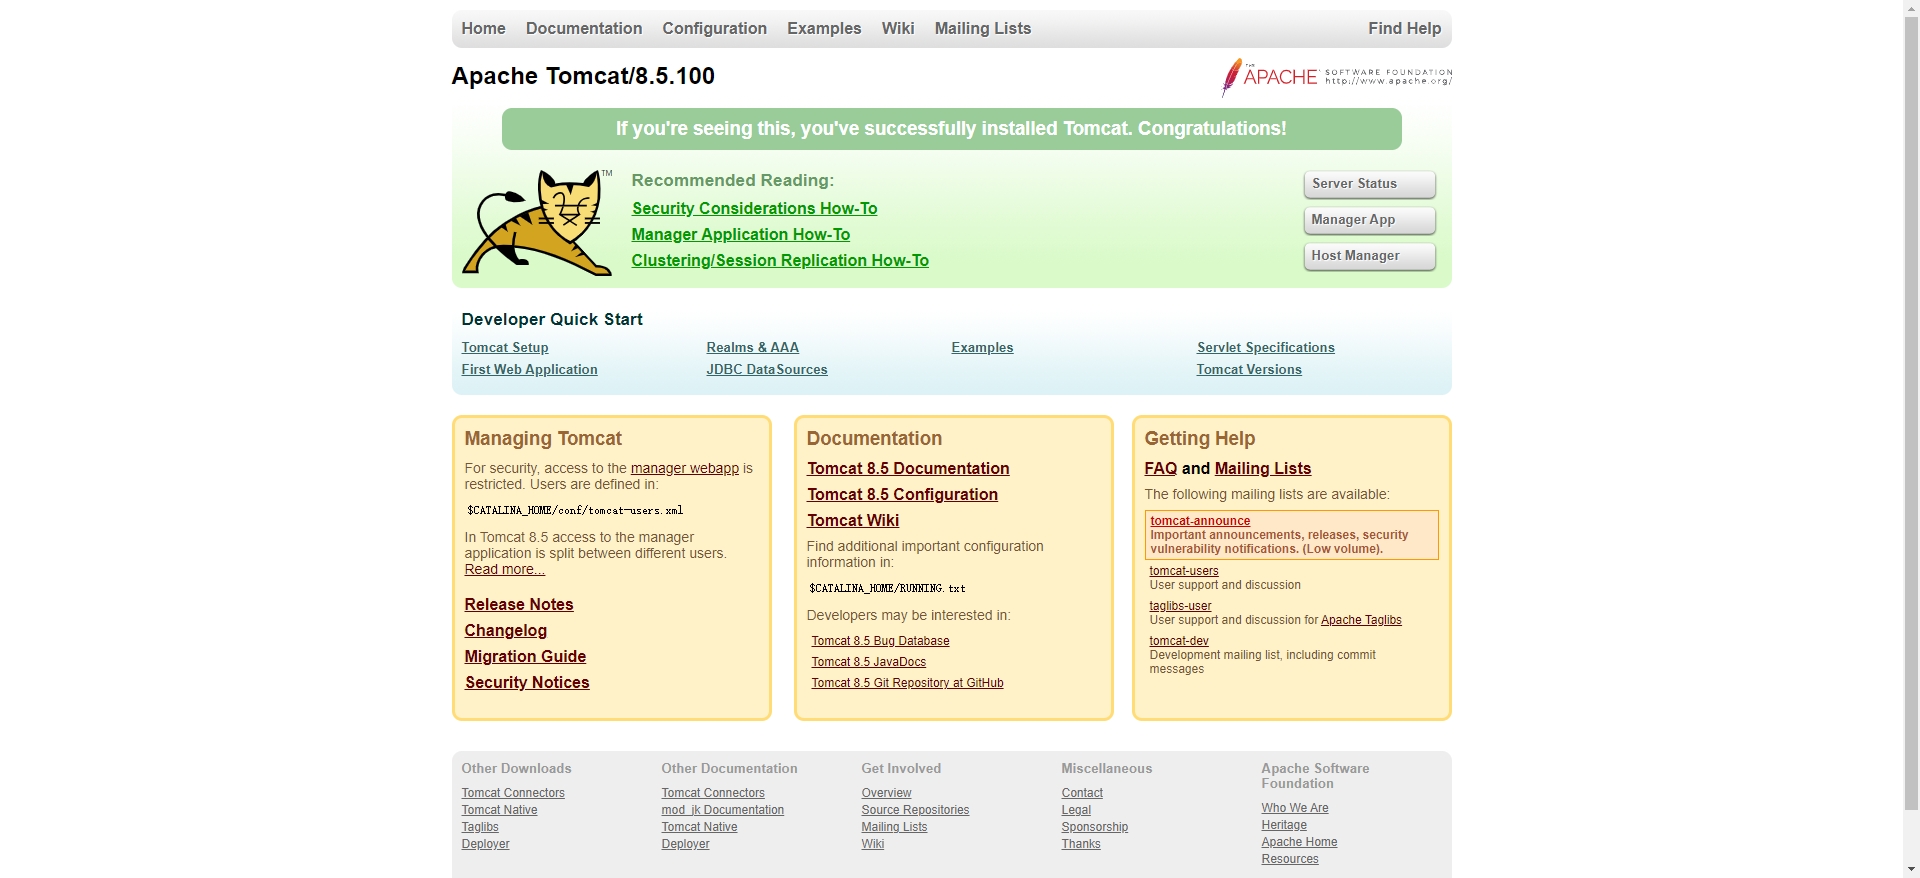 Home Documentation Configuration Examples Wiki Mailing Lists Find Help
Apache Tomcat/8.5.100
THE
APACHE SOFTWARE FOUNDATION
http://www.apache.org/
If you're seeing this, you've successfully installed Tomcat. Congratulations!
TM
Recommended Reading:
Security Considerations How-To
Manager Application How-To
Clustering/Session Replication How-To
Server Status
Manager App
Host Manager
Developer Quick Start
Tomcat Setup
First Web Application
Realms & AAA
JDBC DataSources
Examples
Servlet Specifications
Tomcat Versions
Managing Tomcat
For security, access to the manager webapp is
restricted. Users are defined in:
$CATALINA_HOME/conf/tomcat-users.xml
In Tomcat 8.5 access to the manager
application is split between different users.
Read more...
Release Notes
Changelog
Migration Guide
Security Notices
Documentation
Tomcat 8.5 Documentation
Tomcat 8.5 Configuration
Tomcat Wiki
Find additional important configuration
information in:
$CATALINA_HOME/RUNNING.txt
Developers may be interested in:
Tomcat 8.5 Bug Database
Tomcat 8.5 JavaDocs
Tomcat 8.5 Git Repository at GitHub
Getting Help
FAQ and Mailing Lists
The following mailing lists are available:
tomcat-announce
Important announcements, releases, security
vulnerability notifications. (Low volume).
tomcat-users
User support and discussion
taglibs-user
User support and discussion for Apache Taglibs
tomcat-dev
Development mailing list, including commit
messages
Other Downloads
Tomcat Connectors
Tomcat Native
Taglibs
Deployer
Other Documentation
Tomcat Connectors
mod_jk Documentation
Tomcat Native
Deployer
Get Involved
Overview
Source Repositories
Mailing Lists
Wiki
Miscellaneous
Contact
Legal
Sponsorship
Thanks
Apache Software
Foundation
Who We Are
Heritage
Apache Home
Resources